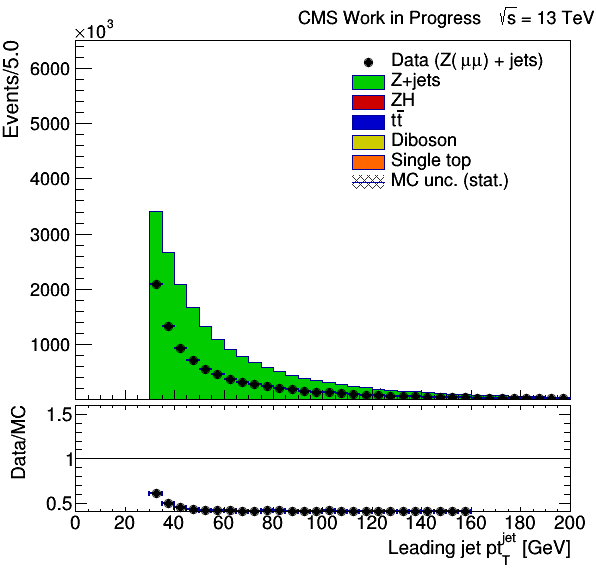 CMS Work in Progress √s = 13 TeV
×10³
Events/5.0
6000
5000
4000
3000
2000
1000
Data (Z(μμ) + jets)
Z+jets
ZH
tt̅
Diboson
Single top
MC unc. (stat.)
Data/MC
1.5
1
0.5
0 20 40 60 80 100 120 140 160 180 200
Leading jet pt_T^jet [GeV]